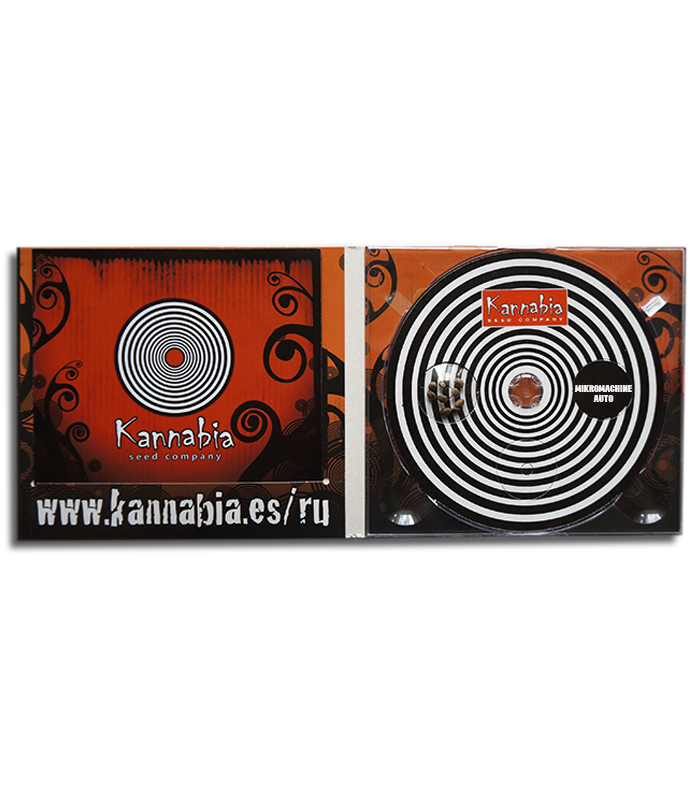 Kannabia
seed company
www.kannabia.es/ru
Kannabia
SEED COMPANY
MIKROMACHINE
AUTO